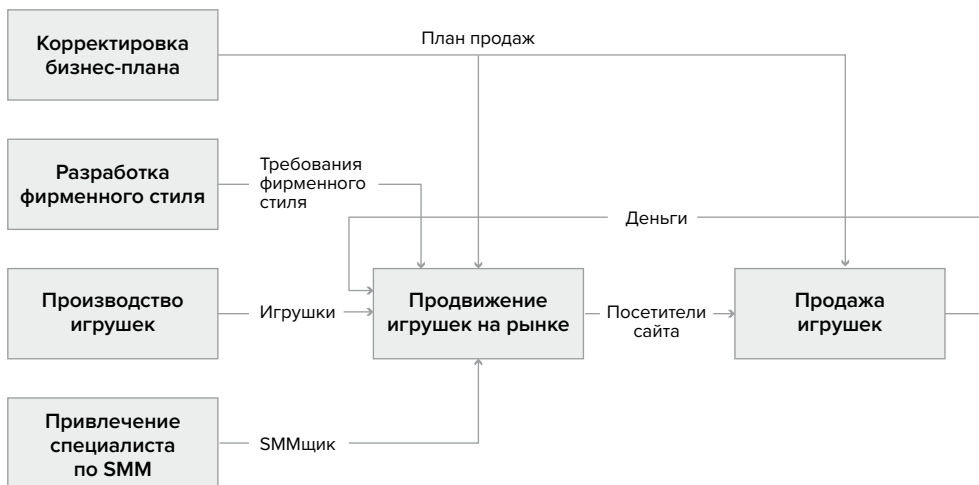 Корректировка
бизнес-плана
План продаж
Разработка
фирменного стиля
Требования
фирменного
стиля
Деньги
Производство
игрушек
Игрушки
Продвижение
игрушек на рынке
Посетители
сайта
Продажа
игрушек
Привлечение
специалиста
по SMM
SMMщик